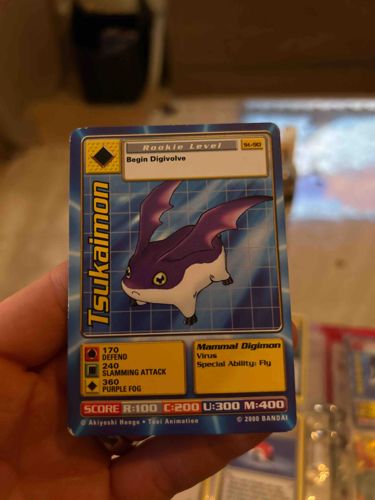 Rookie Level
St-90
Begin Digivolve
Tsukaimon
170
DEFEND
240
SLAMMING ATTACK
360
PURPLE FOG
Mammal Digimon
Virus
Special Ability: Fly
SCORE R:100 C:200 U:300 M:400
© Akiyoshi Hongo • Toei Animation
© 2000 BANDAI